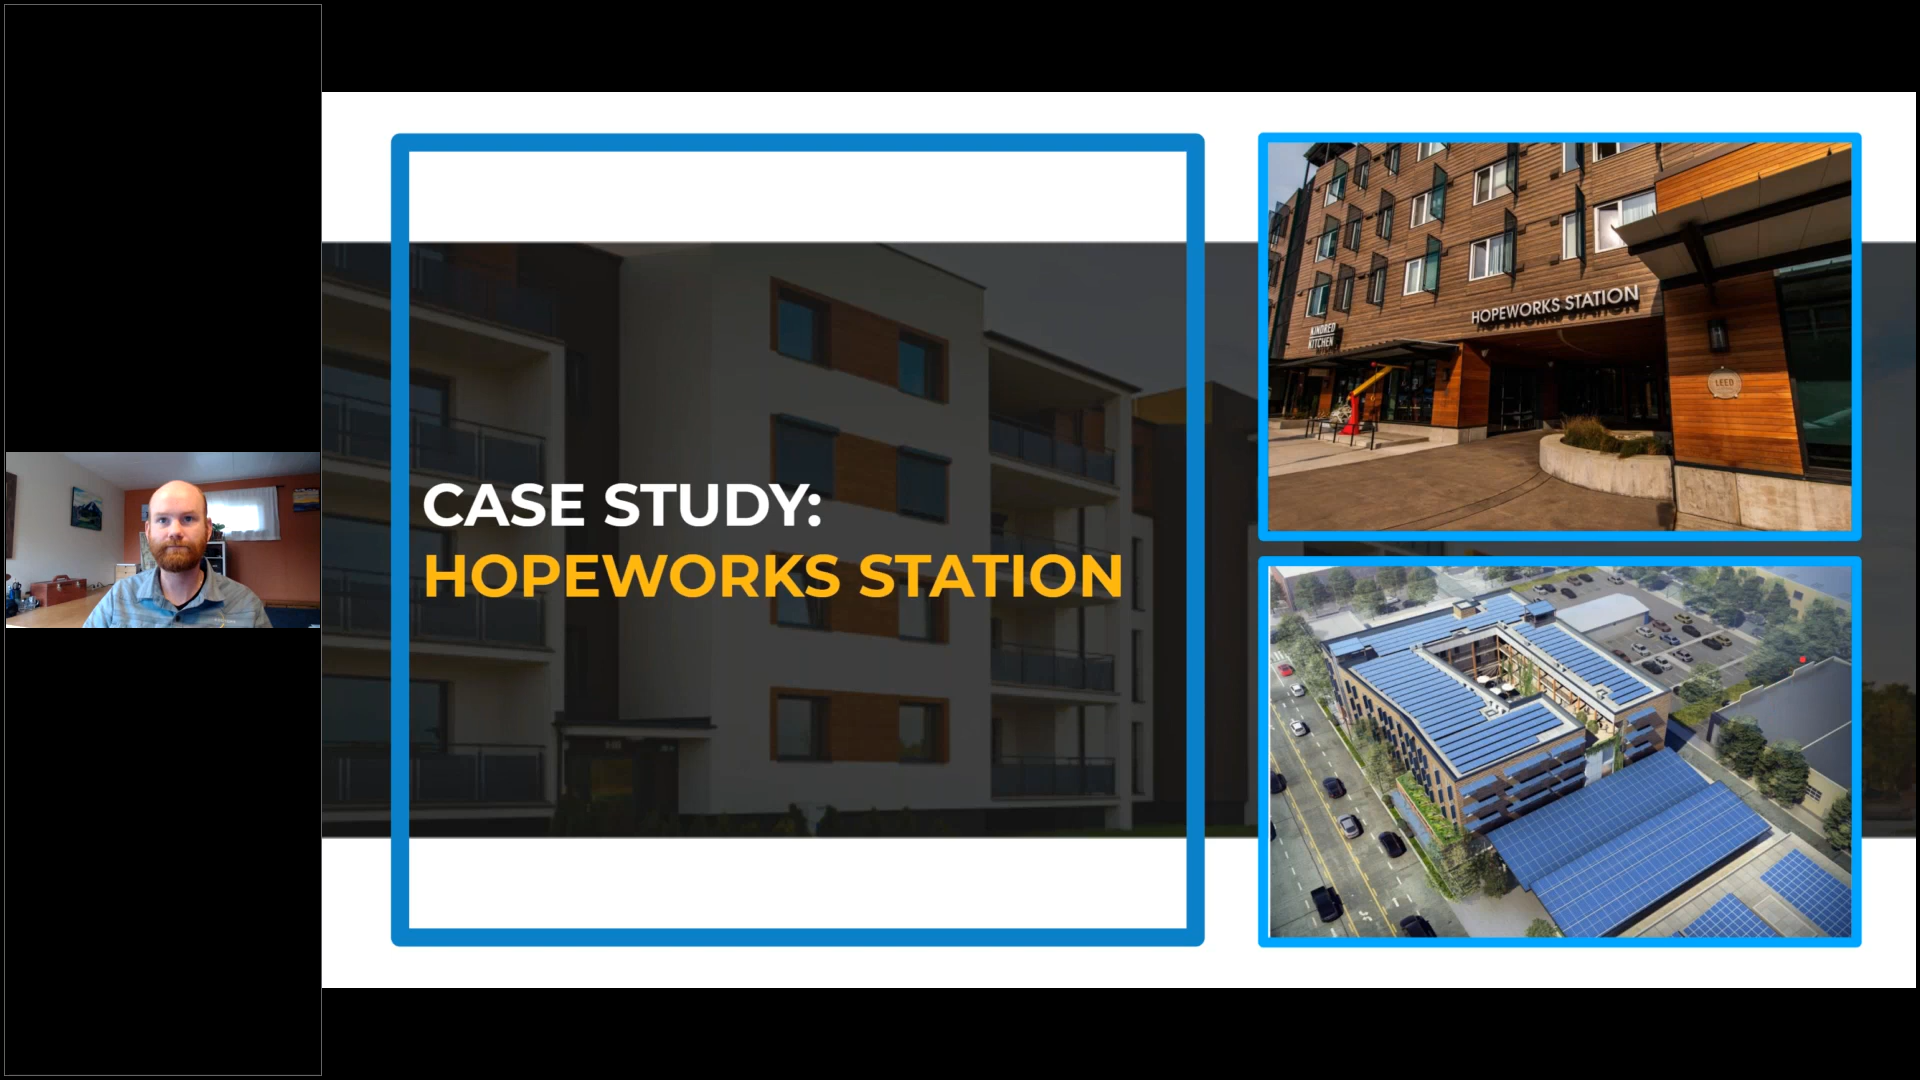 CASE STUDY:
HOPEWORKS STATION
HOPEWORKS STATION
KINDRED
KITCHEN
LEED